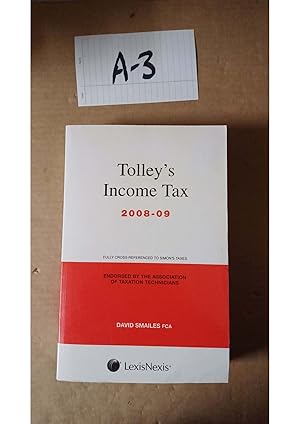 A-3
Tolley's
Income Tax
2008-09
FULLY CROSS-REFERENCED TO SIMON'S TAXES
ENDORSED BY THE ASSOCIATION
OF TAXATION TECHNICIANS
DAVID SMAILES FCA
LexisNexis®